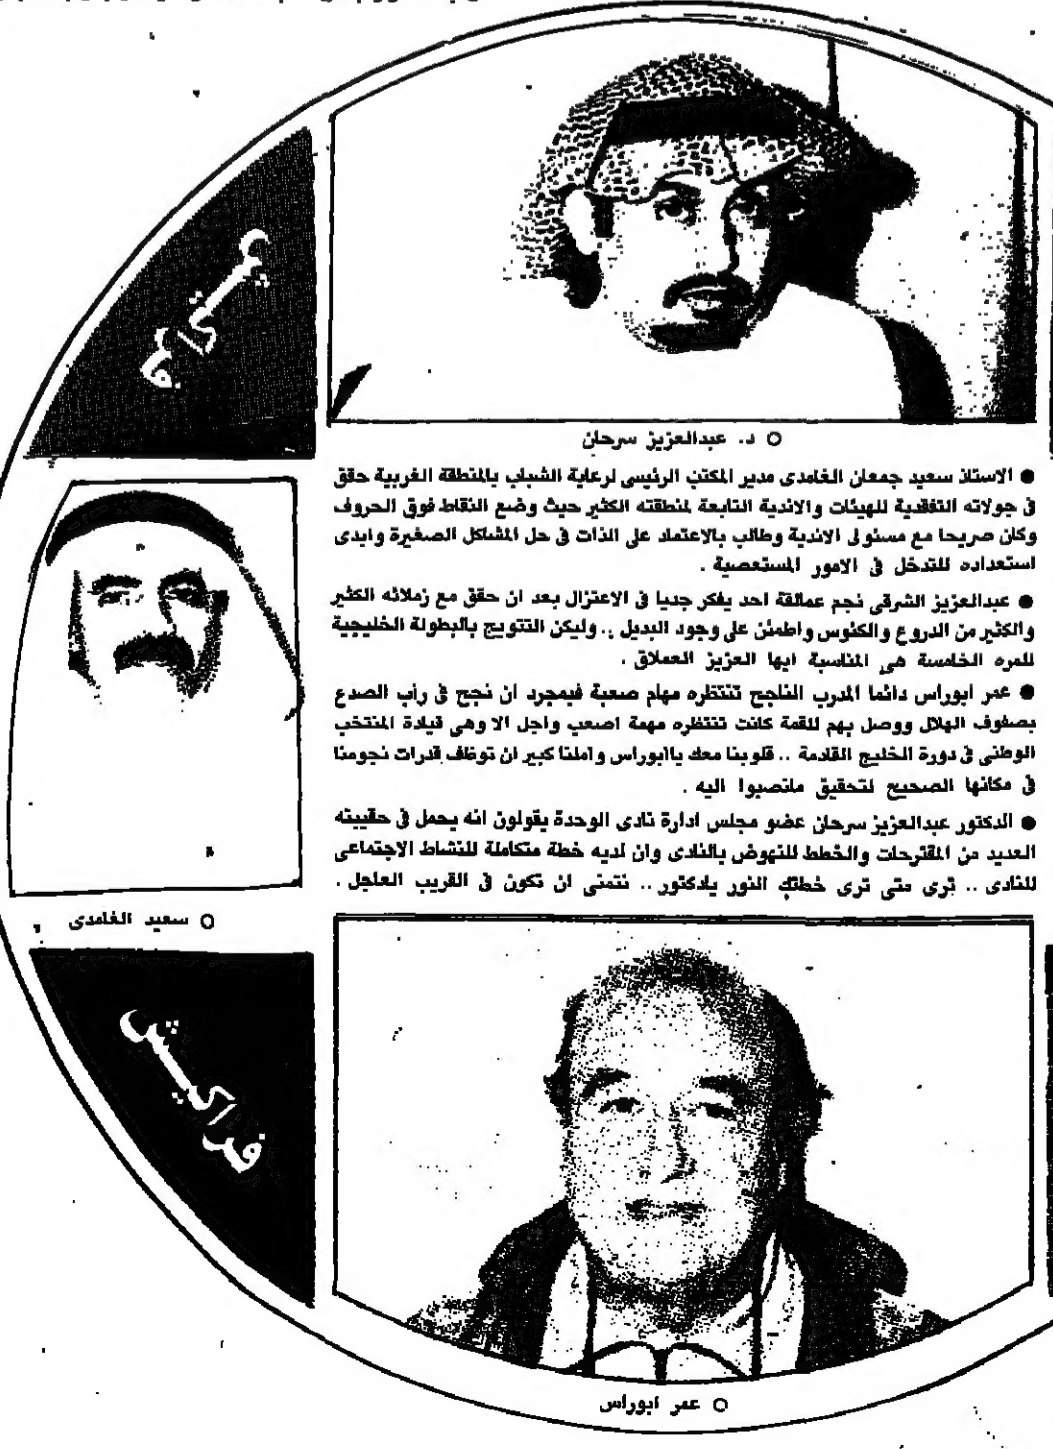 ○ د. عبدالعزيز سرحان
● الاستاذ سعيد جمعان الغامدى مدير المكتب الرئيسى لرعاية الشباب بالمنطقة الغربية حقق
فى جولاته التفقدية للهيئات والاندية التابعة لمنطقته الكثير حيث وضع النقاط فوق الحروف
وكان صريحا مع مسئولى الاندية وطالب بالاعتماد على الذات فى حل المشاكل الصغيرة وابدى
استعداده للتدخل فى الامور المستعصية .
● عبدالعزيز الشرقى نجم عمالقة احد يفكر جديا فى الاعتزال بعد ان حقق مع زملائه الكثير
والكثير من الدروع والكئوس واطمئن على وجود البديل .. وليكن التتويج بالبطولة الخليجية
للمره الخامسة هى المناسبة ايها العزيز العملاق .
● عمر ابوراس دائما المدرب الناجح تنتظره مهام صعبة فبمجرد ان نجح فى رأب الصدع
بصفوف الهلال ووصل بهم للقمة كانت تنتظره مهمة اصعب واجل الا وهى قيادة المنتخب
الوطنى فى دورة الخليج القادمة .. قلوبنا معك ياابوراس واملنا كبير ان توظف قدرات نجومنا
فى مكانها الصحيح لتحقيق ماتصبوا اليه .
● الدكتور عبدالعزيز سرحان عضو مجلس ادارة نادى الوحدة يقولون انه يحمل فى حقيبته
العديد من المقترحات والخطط للنهوض بالنادى وان لديه خطة متكاملة للنشاط الاجتماعى
للنادى .. ترى متى ترى خطتك النور يادكتور .. نتمنى ان تكون فى القريب العاجل .
○ سعيد الغامدى
فراكيش
○ عمر ابوراس